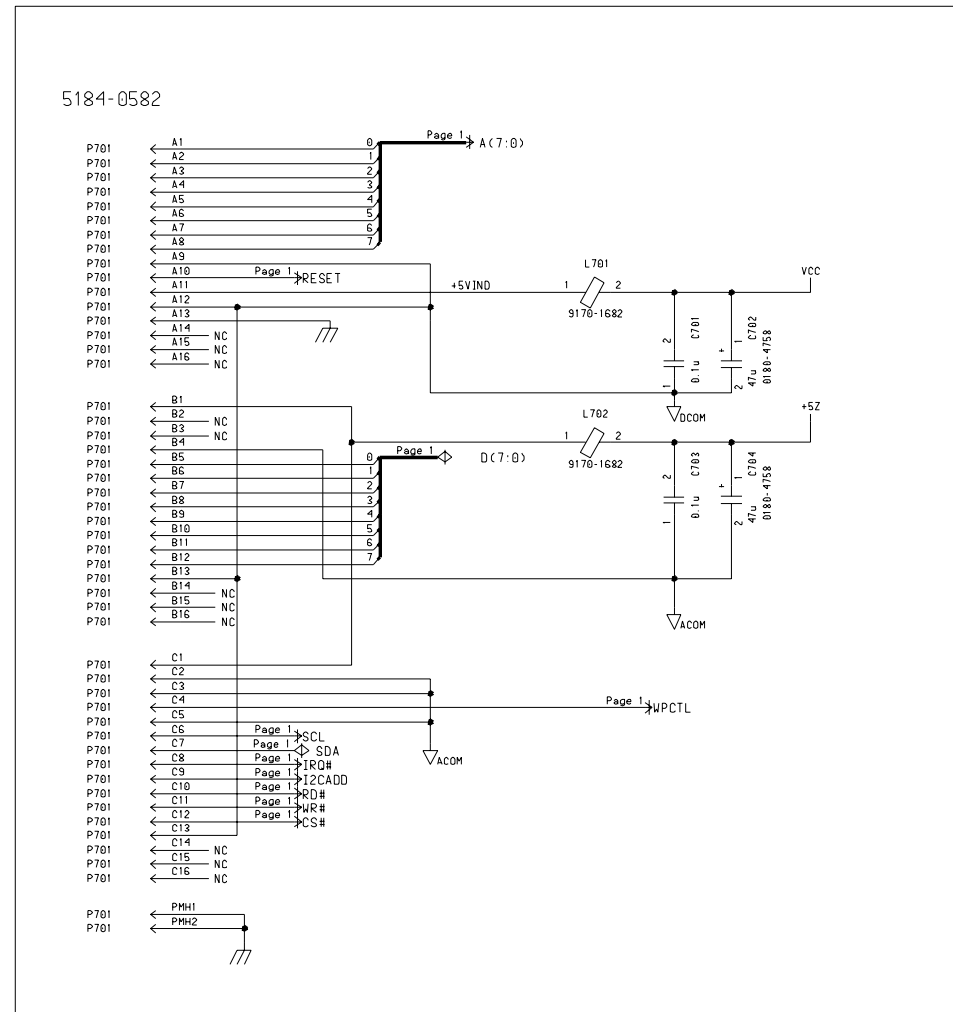 5184-0582
P701 A1 0 Page 1 A(7:0)
P701 A2 1
P701 A3 2
P701 A4 3
P701 A5 4
P701 A6 5
P701 A7 6
P701 A8 7
P701 A9
P701 A10 Page 1 RESET
P701 A11 +5VIND 1 L701 2 VCC
9170-1682
P701 A12
P701 A13
P701 A14 NC
P701 A15 NC
P701 A16 NC
2 C701 1 0.1u
+ 1 C702 2 47u 0180-4758
DCOM
P701 B1
P701 B2 NC
P701 B3 NC
P701 B4
1 L702 2 +5Z
9170-1682
P701 B5 0 Page 1 D(7:0)
P701 B6 1
P701 B7 2
P701 B8 3
P701 B9 4
P701 B10 5
P701 B11 6
P701 B12 7
P701 B13
P701 B14 NC
P701 B15 NC
P701 B16 NC
2 C703 1 0.1u
+ 1 C704 2 47u 0180-4758
ACOM
P701 C1
P701 C2
P701 C3
P701 C4 Page 1 WPCTL
P701 C5
P701 C6 Page 1 SCL
P701 C7 Page 1 SDA
ACOM
P701 C8 Page 1 IRQ#
P701 C9 Page 1 I2CADD
P701 C10 Page 1 RD#
P701 C11 Page 1 WR#
P701 C12 Page 1 CS#
P701 C13
P701 C14 NC
P701 C15 NC
P701 C16 NC
P701 PMH1
P701 PMH2